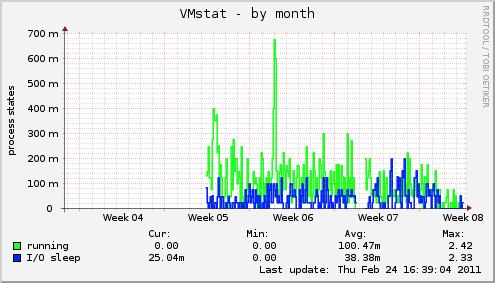 VMstat - by month
RRDTOOL / TOBI OETIKER
process states
700 m
600 m
500 m
400 m
300 m
200 m
100 m
0
Week 04 Week 05 Week 06 Week 07 Week 08
Cur: Min: Avg: Max:
running 0.00 0.00 100.47m 2.42
I/O sleep 25.04m 0.00 38.38m 2.33
Last update: Thu Feb 24 16:39:04 2011